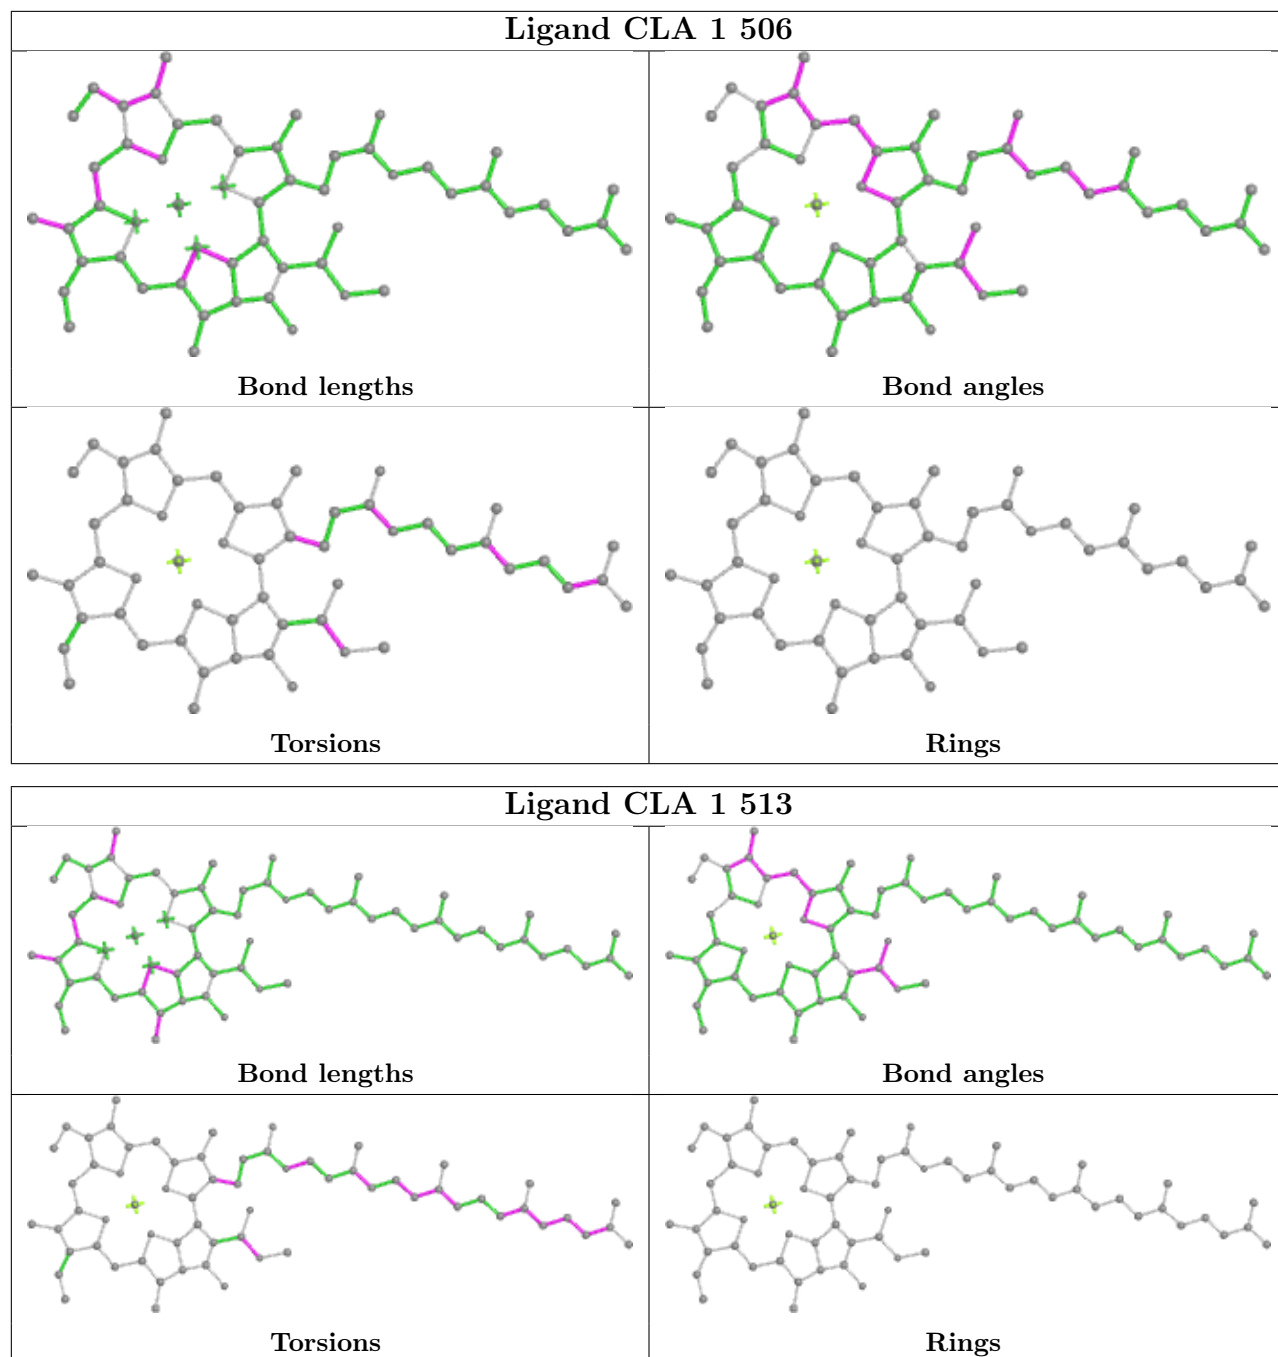 Ligand CLA 1 506
Bond lengths
Bond angles
Torsions
Rings
Ligand CLA 1 513
Bond lengths
Bond angles
Torsions
Rings